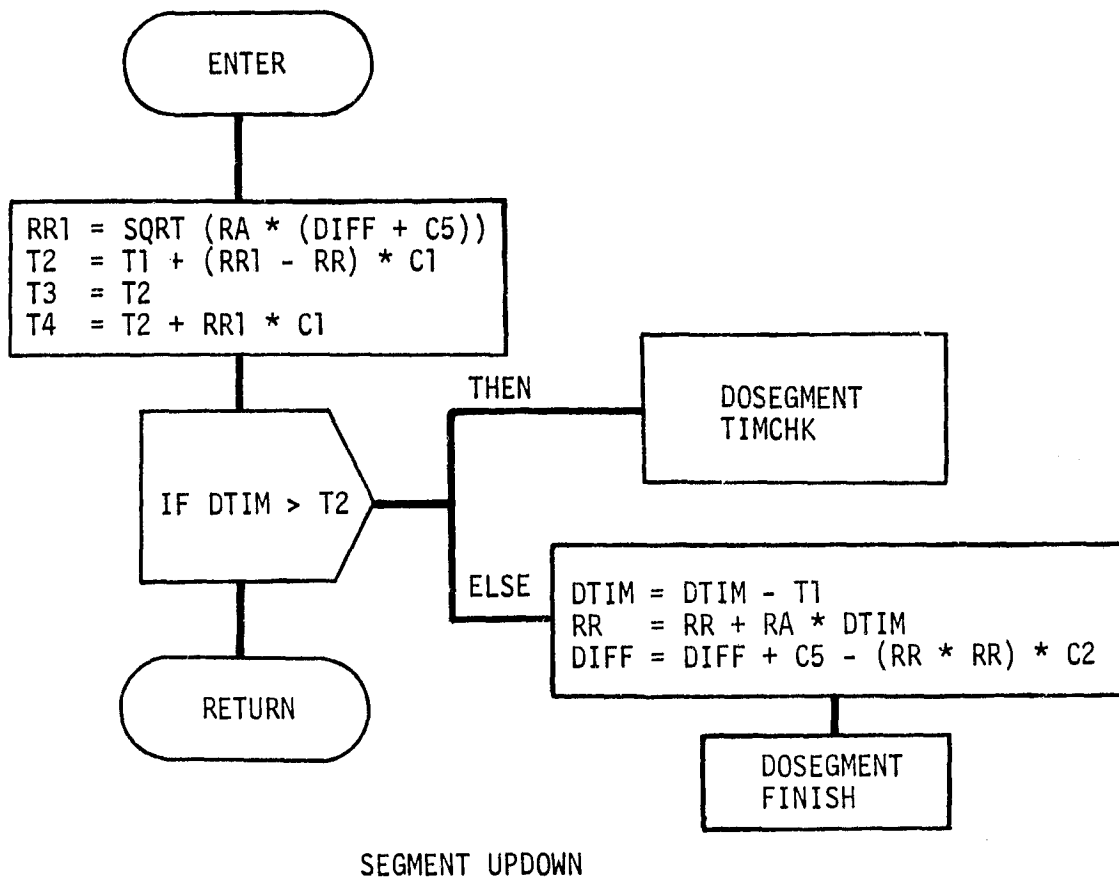 ENTER
RR1 = SQRT (RA * (DIFF + C5))
T2 = T1 + (RR1 - RR) * C1
T3 = T2
T4 = T2 + RR1 * C1
IF DTIM > T2
THEN
DOSEGMENT
TIMCHK
ELSE
DTIM = DTIM - T1
RR = RR + RA * DTIM
DIFF = DIFF + C5 - (RR * RR) * C2
DOSEGMENT
FINISH
RETURN
SEGMENT UPDOWN